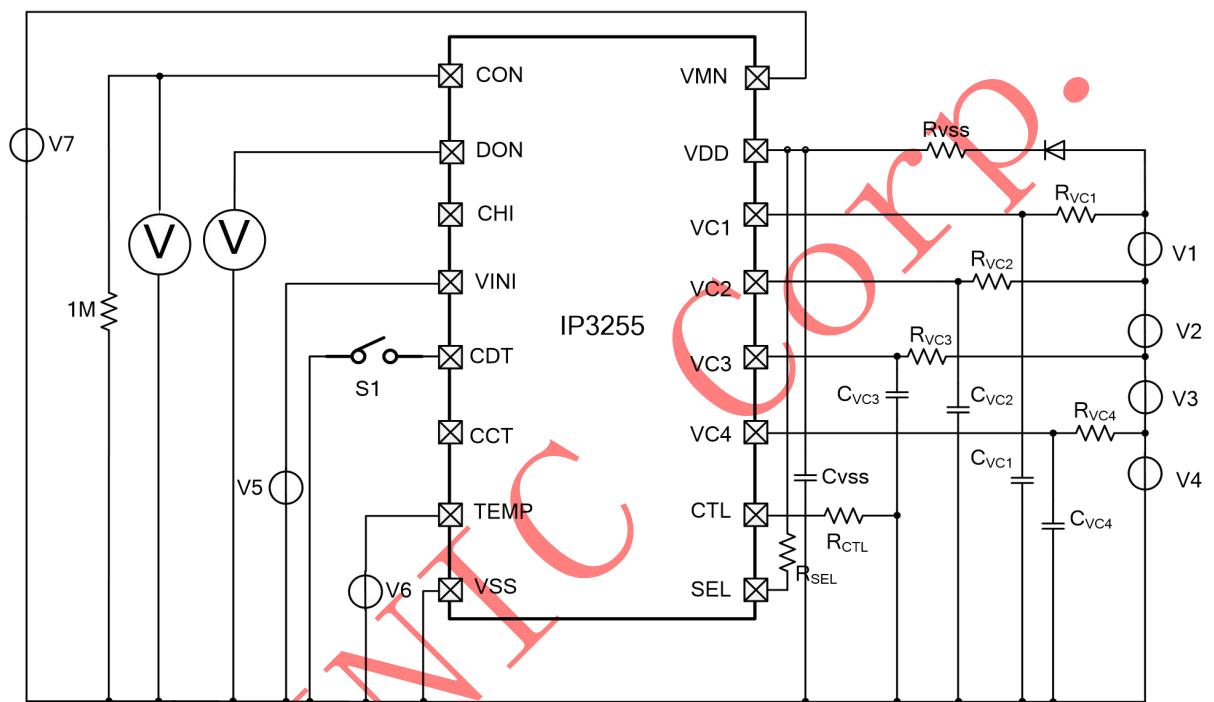 CON
VMN
V7
DON
VDD
Rvss
CHI
VC1
RVC1
V
V
VINI
VC2
RVC2
V1
1M
IP3255
VC3
RVC3
V2
CDT
S1
CVC3
CVC2
V3
CCT
VC4
RVC4
V5
Cvss
CVC1
V4
TEMP
CTL
RCTL
CVC4
V6
VSS
SEL
RSEL
NIC Corp.